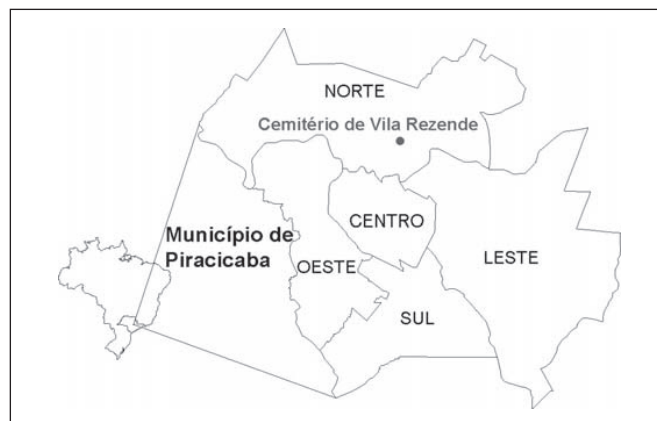 NORTE
Cemitério de Vila Rezende
CENTRO
Município de
Piracicaba
OESTE
LESTE
SUL